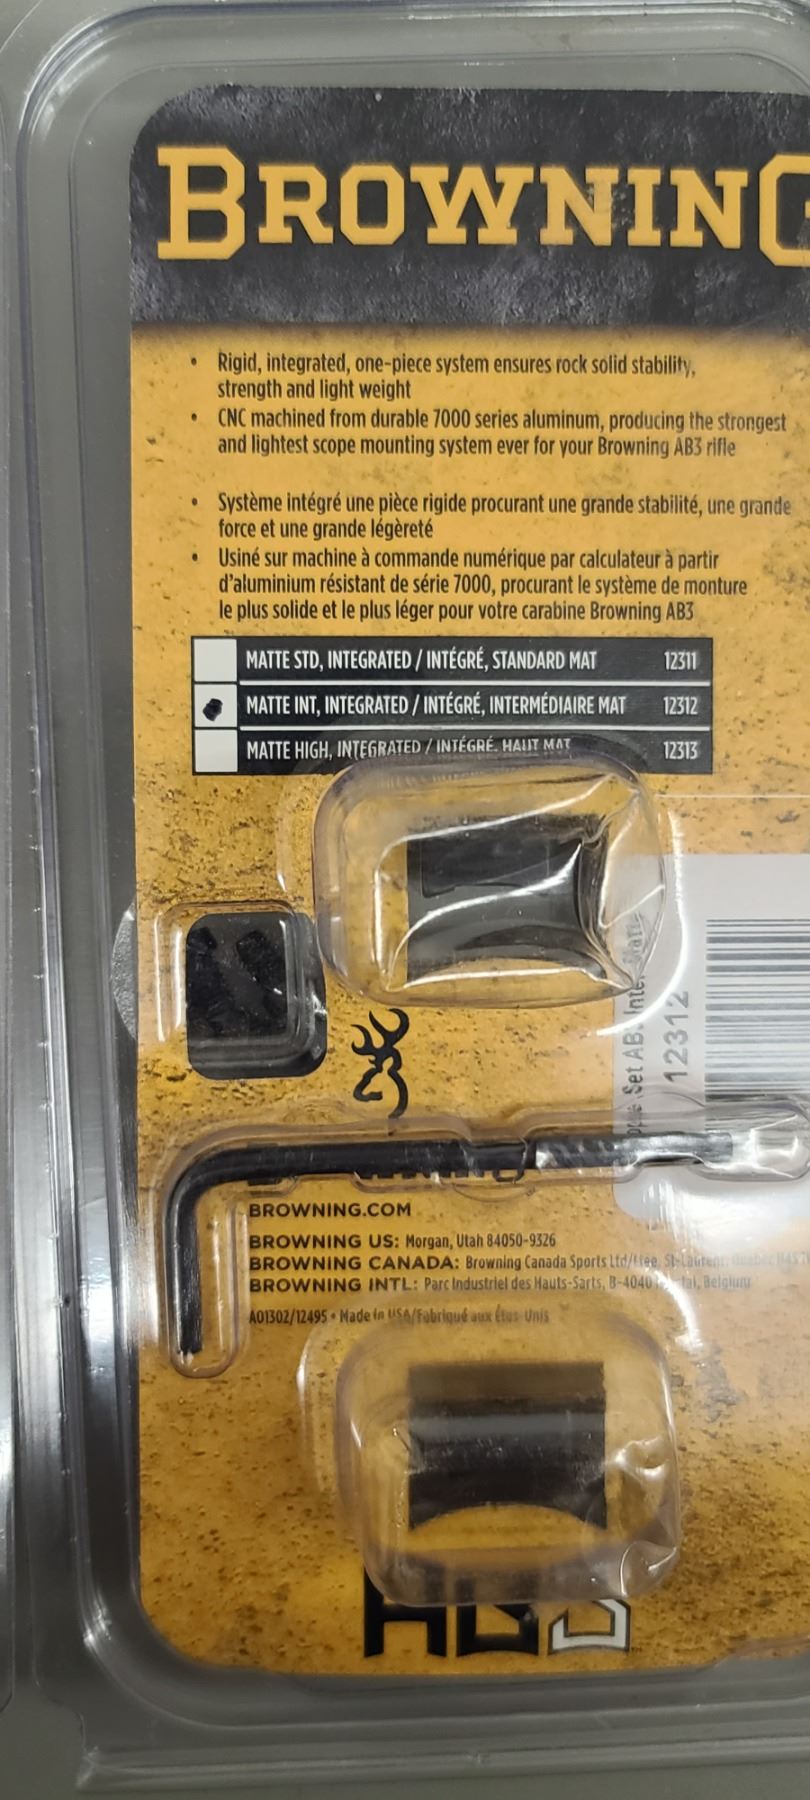 BROWNING
• Rigid, integrated, one-piece system ensures rock solid stability,
strength and light weight
• CNC machined from durable 7000 series aluminum, producing the strongest
and lightest scope mounting system ever for your Browning AB3 rifle
• Système intégré une pièce rigide procurant une grande stabilité, une grande
force et une grande légèreté
• Usiné sur machine à commande numérique par calculateur à partir
d'aluminium résistant de série 7000, procurant le système de monture
le plus solide et le plus léger pour votre carabine Browning AB3
MATTE STD, INTEGRATED / INTÉGRÉ, STANDARD MAT 12311
MATTE INT, INTEGRATED / INTÉGRÉ, INTERMÉDIAIRE MAT 12312
MATTE HIGH, INTEGRATED / INTÉGRÉ, HAUT MAT 12313
Set
12312
BROWNING.COM
BROWNING US: Morgan, Utah 84050-9326
BROWNING CANADA: Browning Canada Sports Ltd/Ltée, St-Laurent, Quebec
BROWNING INTL: Parc Industriel des Hauts-Sarts, B-4040 Belgium
A01302/12495 • Made in USA/Fabriqué aux États-Unis